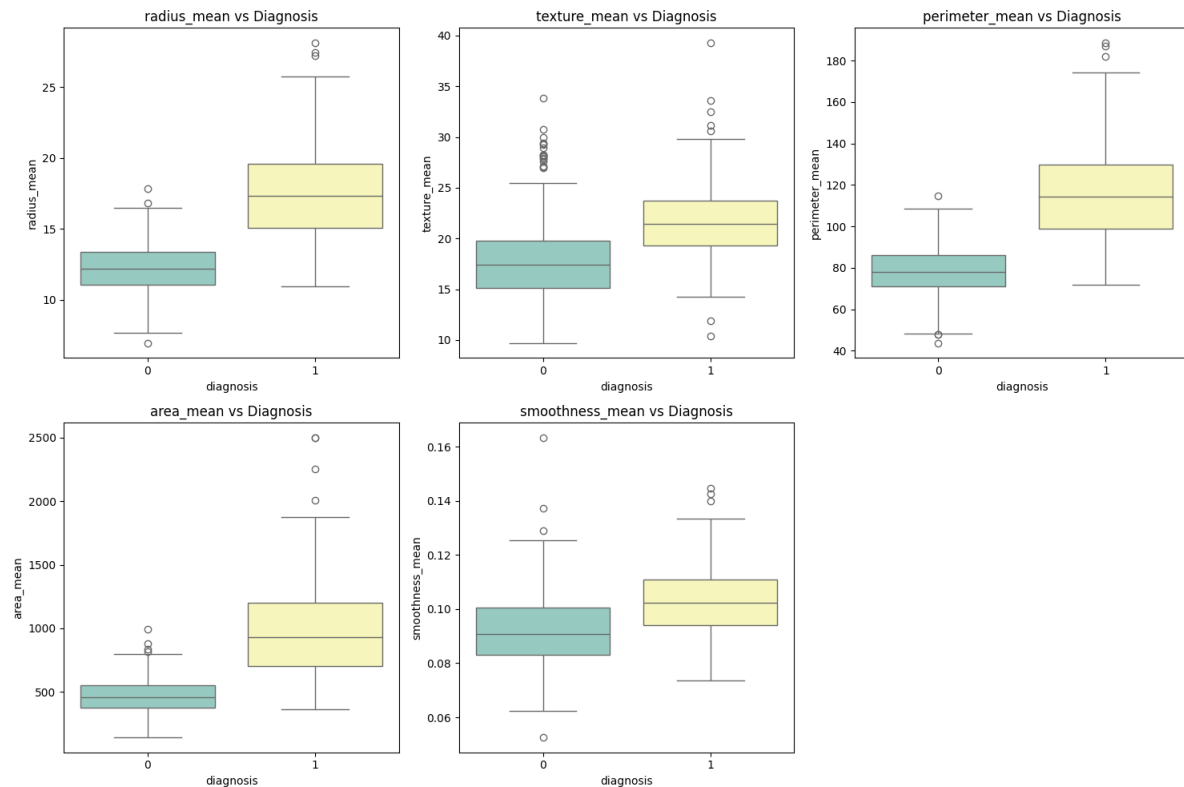 radius_mean vs Diagnosis
radius_mean
25
20
15
10
0 1
diagnosis
texture_mean vs Diagnosis
texture_mean
40
35
30
25
20
15
10
0 1
diagnosis
perimeter_mean vs Diagnosis
perimeter_mean
180
160
140
120
100
80
60
40
0 1
diagnosis
area_mean vs Diagnosis
area_mean
2500
2000
1500
1000
500
0 1
diagnosis
smoothness_mean vs Diagnosis
smoothness_mean
0.16
0.14
0.12
0.10
0.08
0.06
0 1
diagnosis